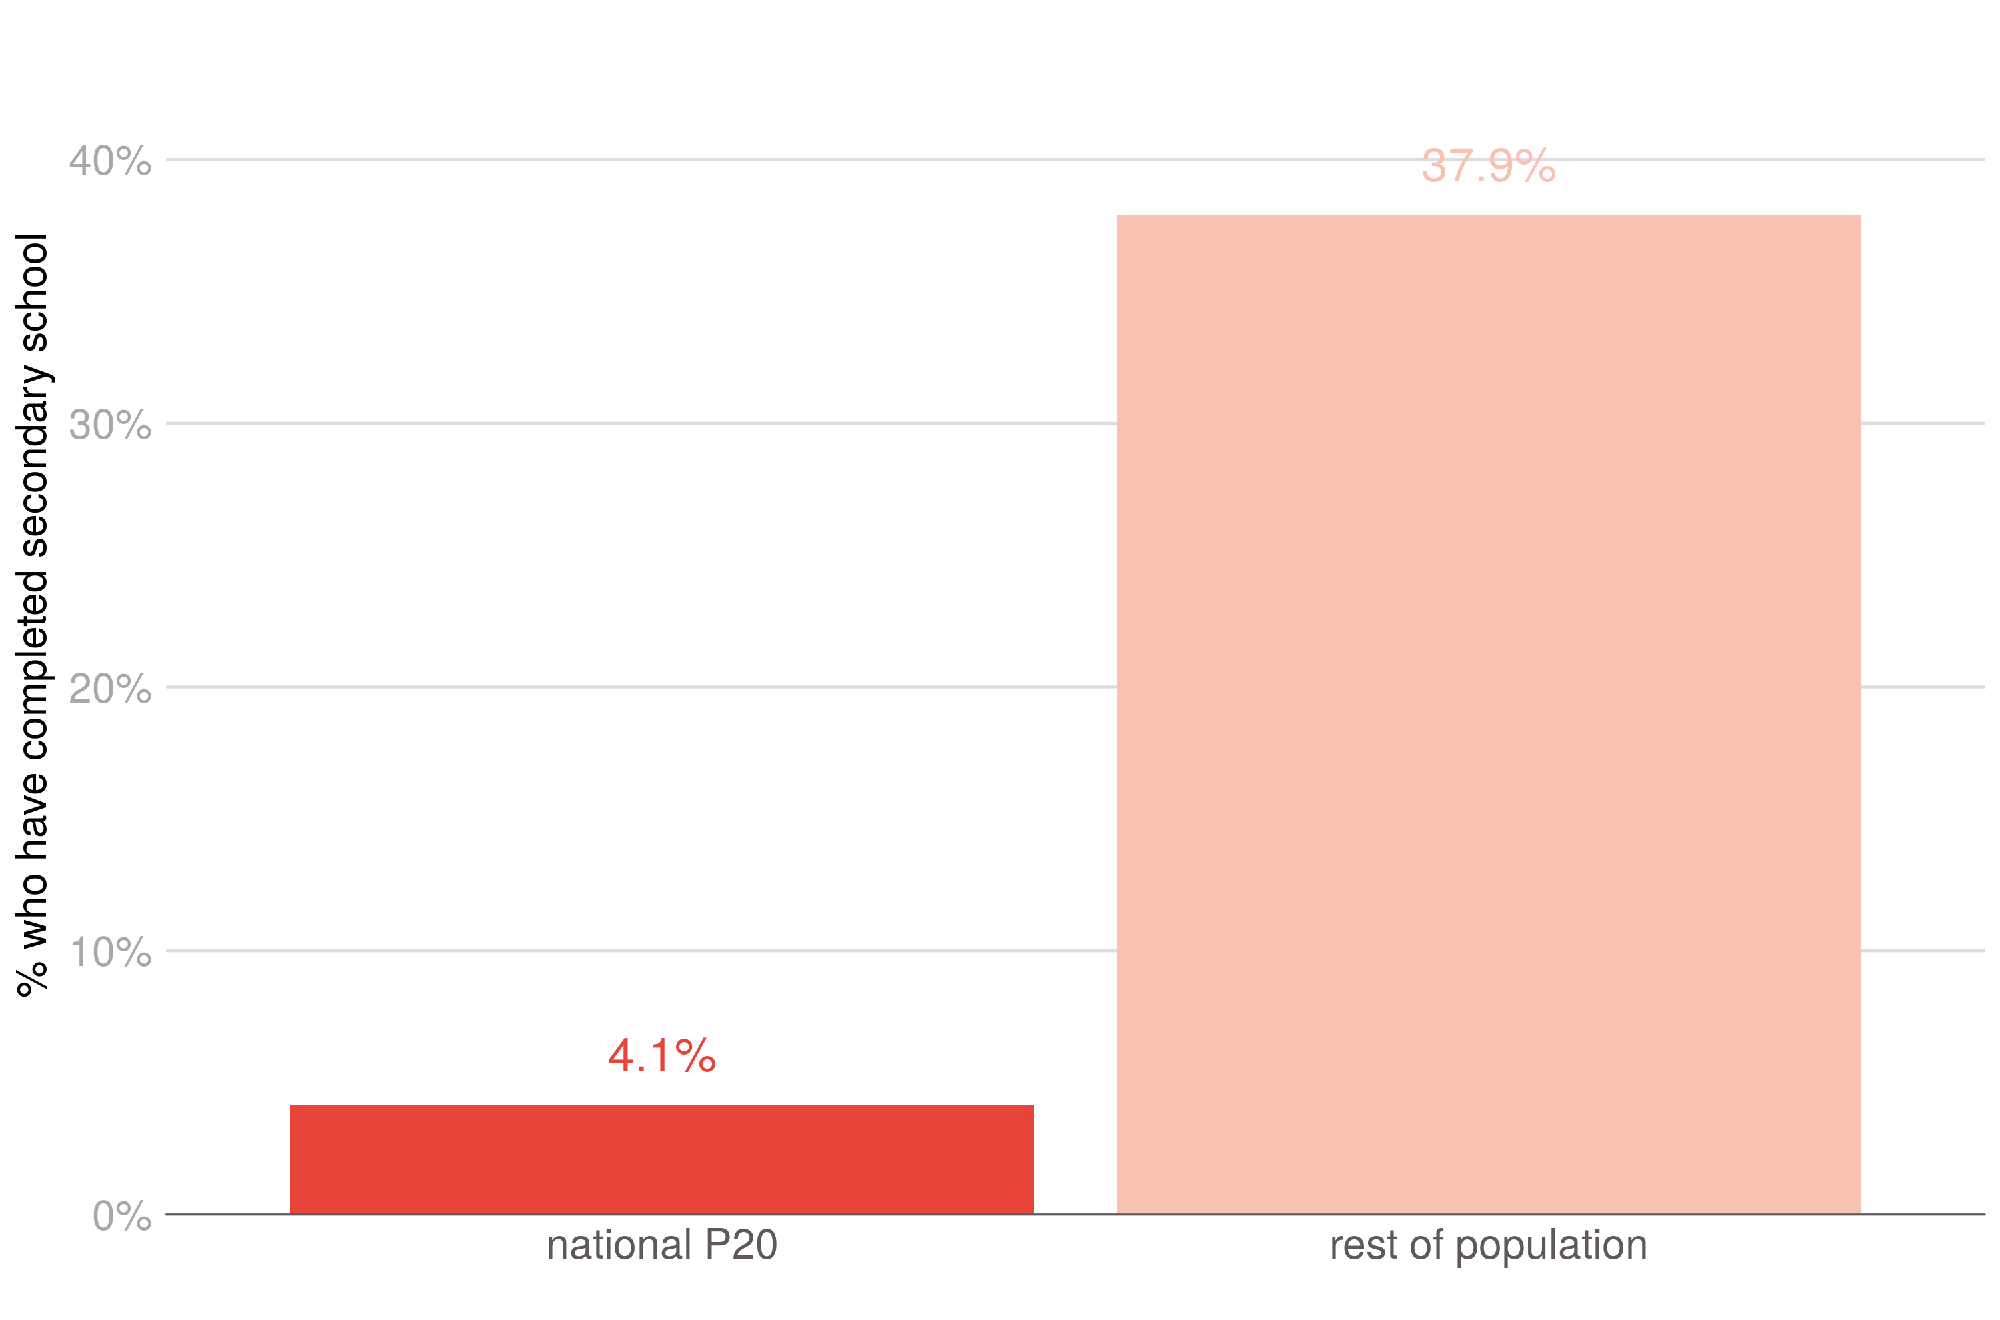 % who have completed secondary school
40%
30%
20%
10%
0%
37.9%
4.1%
national P20
rest of population